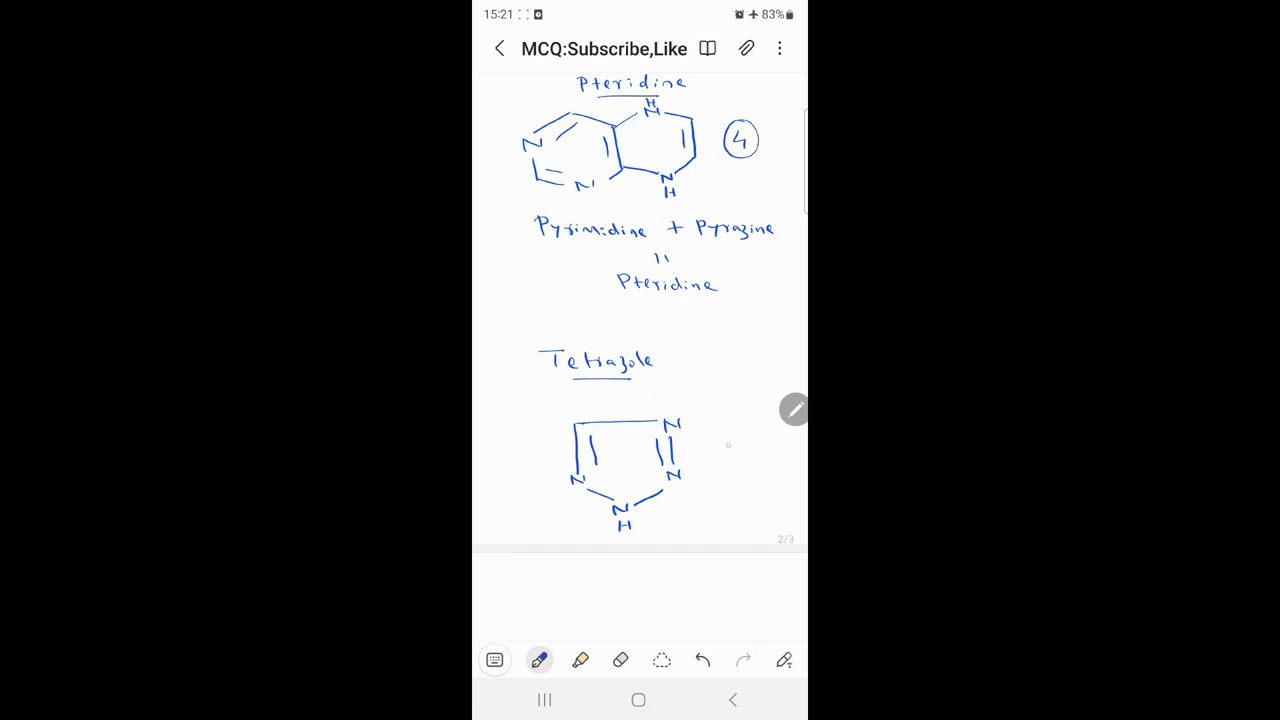 15:21 83%
MCQ:Subscribe,Like
Pteridine
H
N
N
N
N
H
4
Pyrimidine + Pyrazine
Pteridine
Tetrazole
N
N
N
N
H
2/3